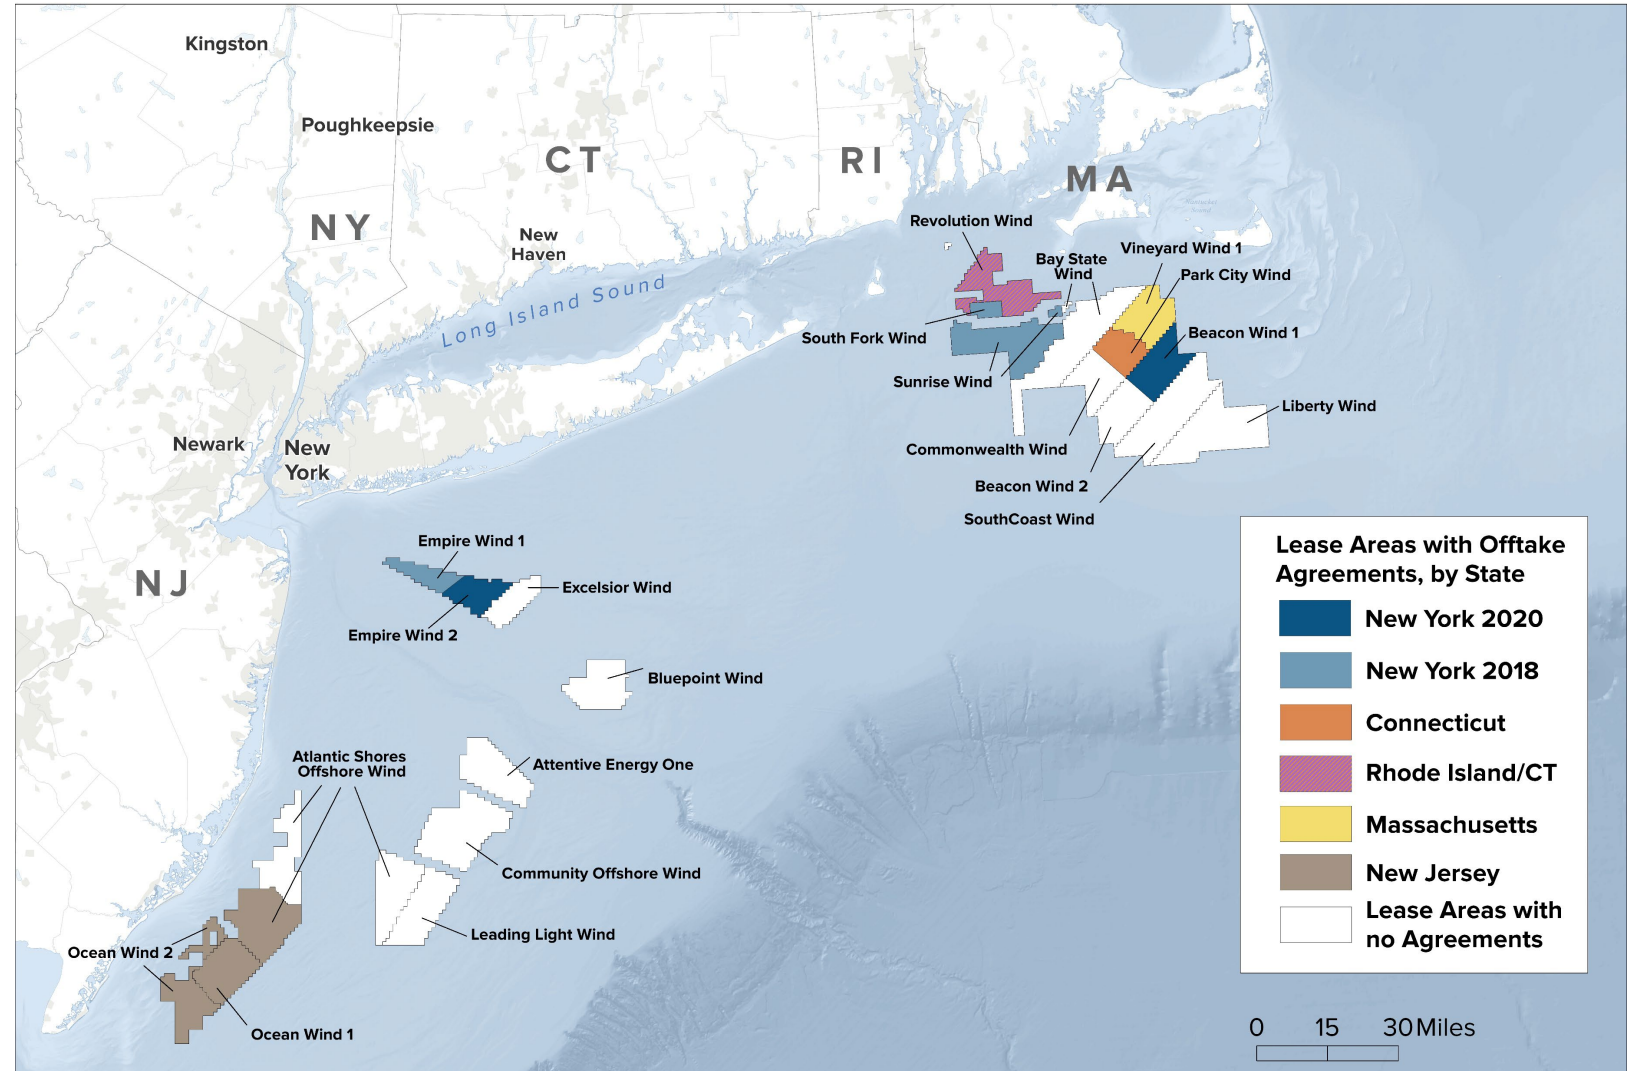 Kingston
Poughkeepsie
CT
RI
MA
NY
New
Haven
Long Island Sound
Nantucket
Sound
Revolution Wind
Bay State
Wind
Vineyard Wind 1
Park City Wind
South Fork Wind
Beacon Wind 1
Sunrise Wind
Liberty Wind
Commonwealth Wind
Beacon Wind 2
SouthCoast Wind
Newark
New
York
NJ
Empire Wind 1
Excelsior Wind
Empire Wind 2
Bluepoint Wind
Atlantic Shores
Offshore Wind
Attentive Energy One
Community Offshore Wind
Leading Light Wind
Ocean Wind 2
Ocean Wind 1
Lease Areas with Offtake
Agreements, by State
New York 2020
New York 2018
Connecticut
Rhode Island/CT
Massachusetts
New Jersey
Lease Areas with
no Agreements
0 15 30 Miles